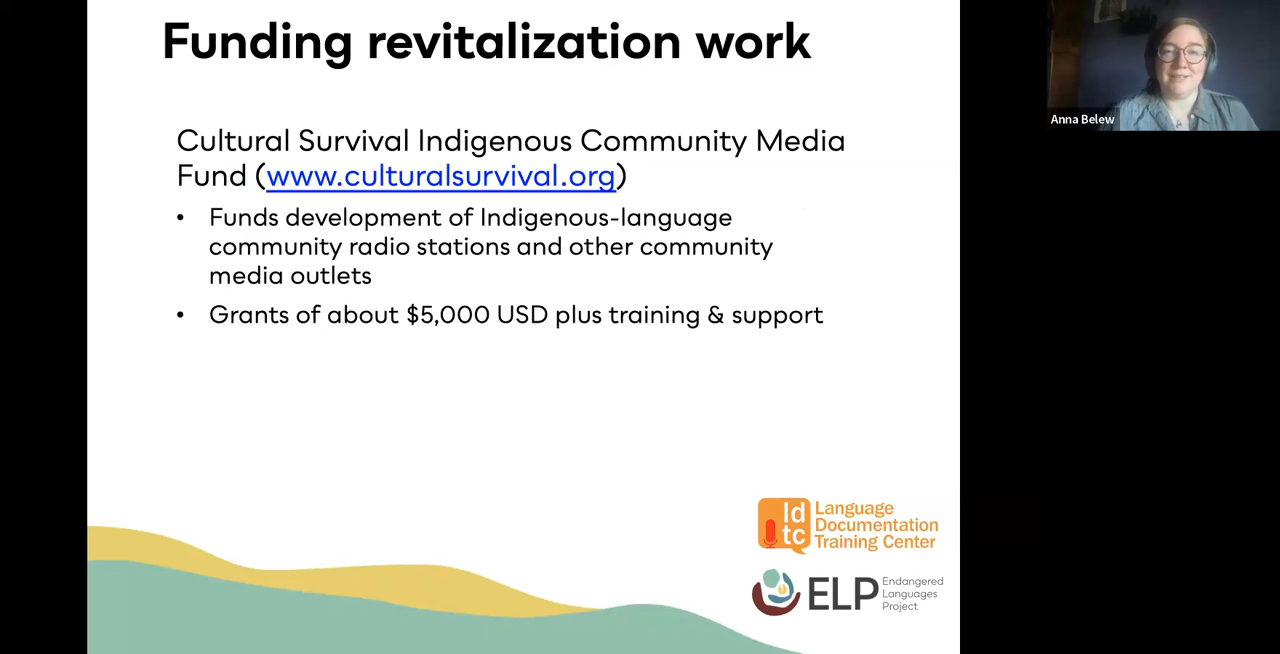 Funding revitalization work
Cultural Survival Indigenous Community Media
Fund (www.culturalsurvival.org)
• Funds development of Indigenous-language
community radio stations and other community
media outlets
• Grants of about $5,000 USD plus training & support
Anna Belew
ld
tc
Language
Documentation
Training Center
ELP
Endangered
Languages
Project